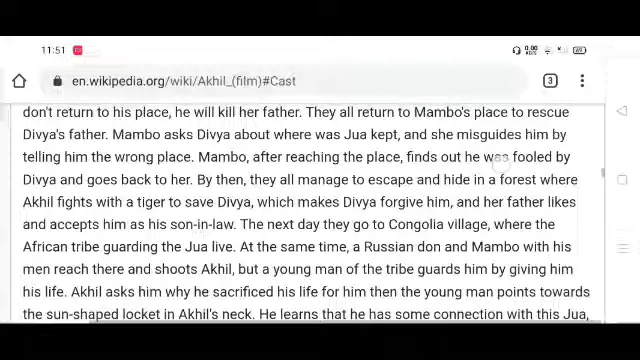 11:51
0.00
KB/S
en.wikipedia.org/wiki/Akhil_(film)#Cast
3
don't return to his place, he will kill her father. They all return to Mambo's place to rescue
Divya's father. Mambo asks Divya about where was Jua kept, and she misguides him by
telling him the wrong place. Mambo, after reaching the place, finds out he was fooled by
Divya and goes back to her. By then, they all manage to escape and hide in a forest where
Akhil fights with a tiger to save Divya, which makes Divya forgive him, and her father likes
and accepts him as his son-in-law. The next day they go to Congolia village, where the
African tribe guarding the Jua live. At the same time, a Russian don and Mambo with his
men reach there and shoots Akhil, but a young man of the tribe guards him by giving him
his life. Akhil asks him why he sacrificed his life for him then the young man points towards
the sun-shaped locket in Akhil's neck. He learns that he has some connection with this Jua,